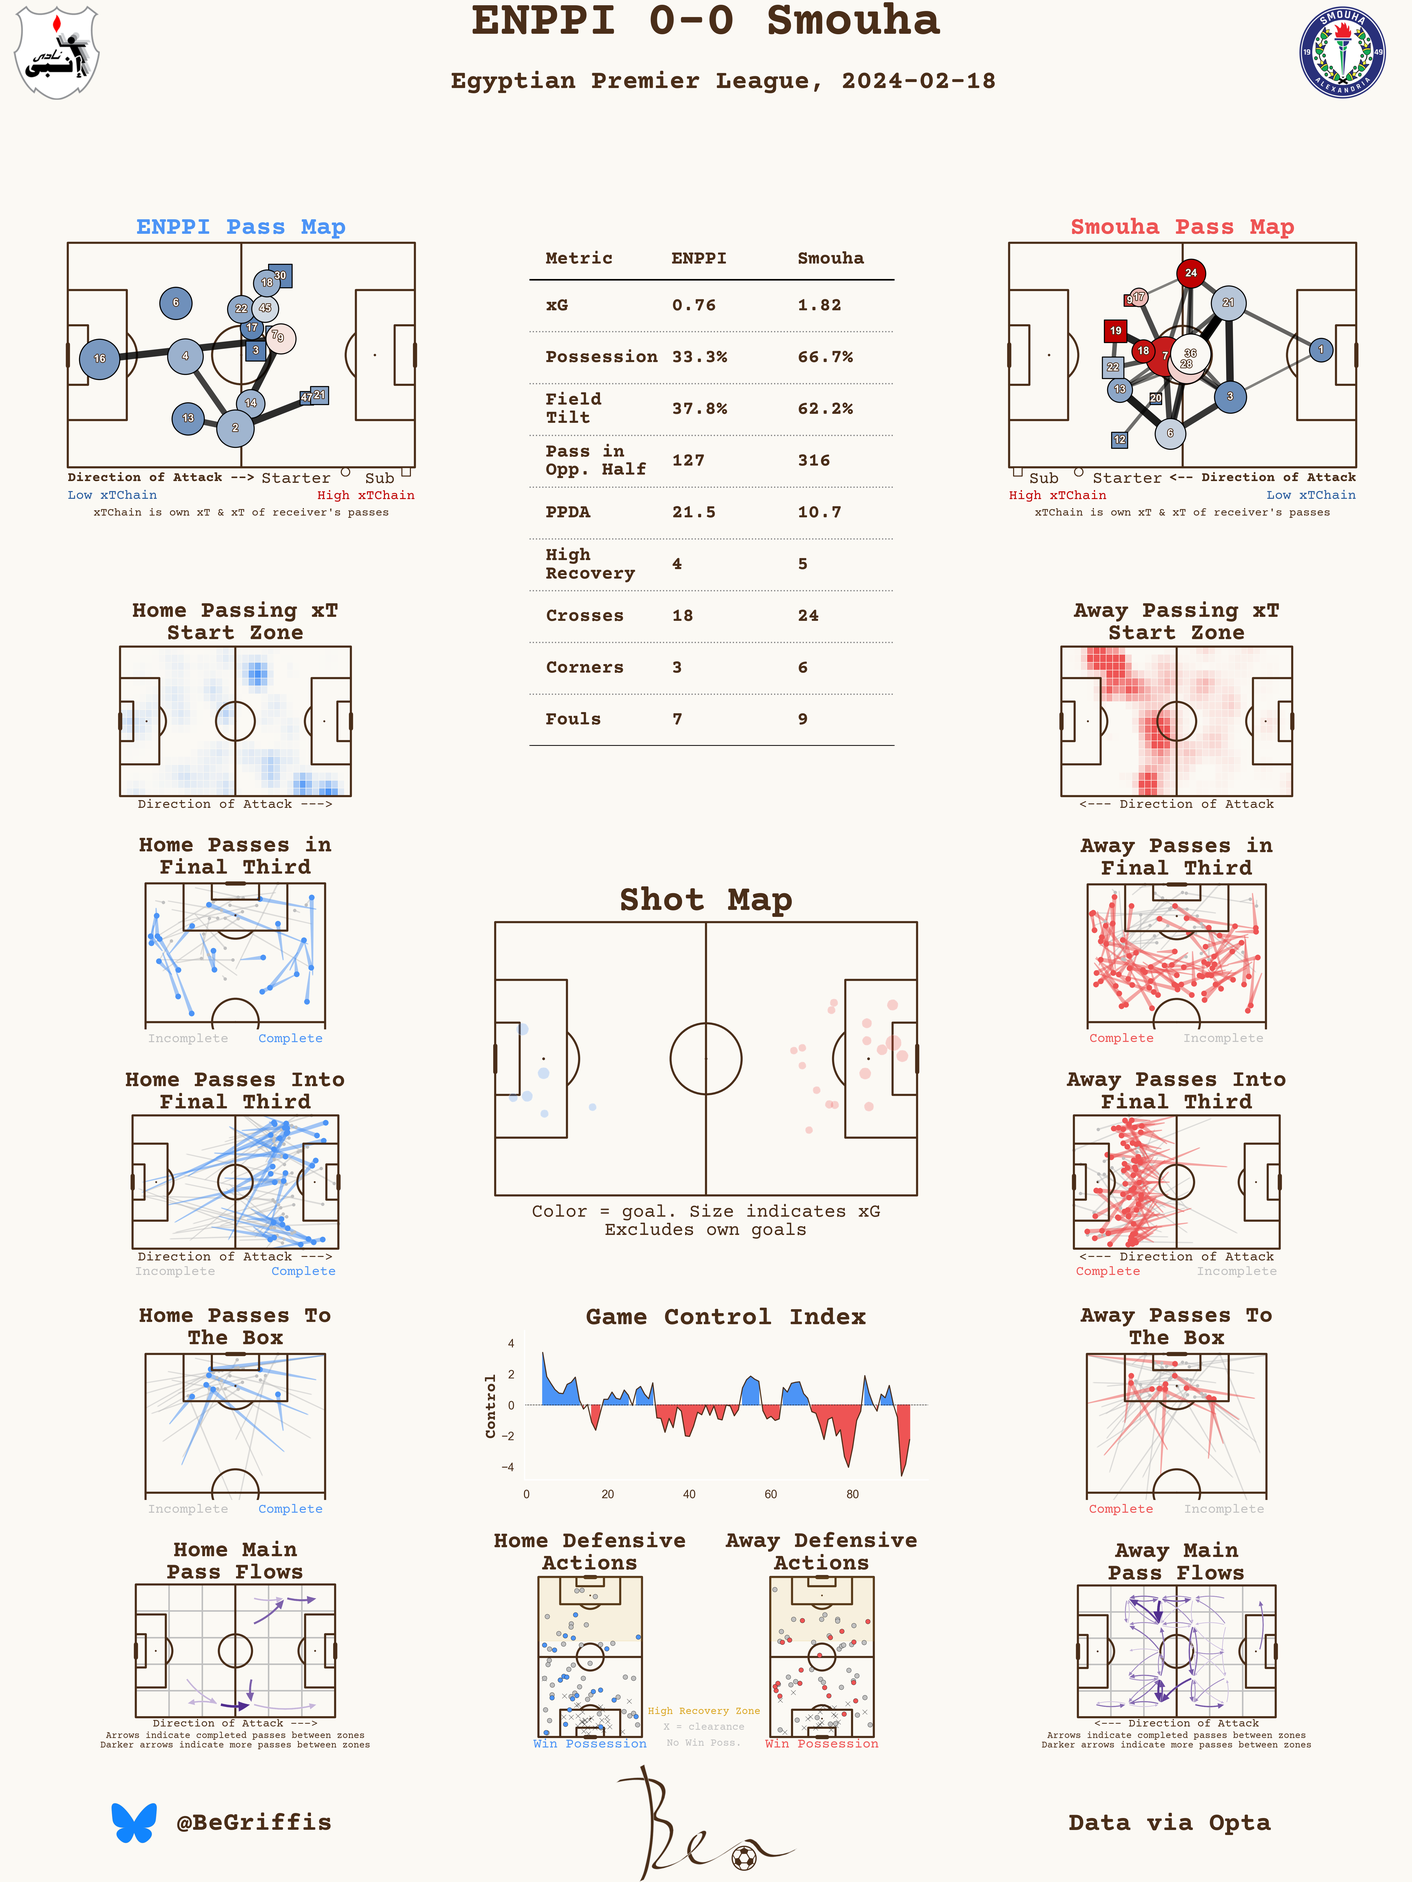 ENPPI 0-0 Smouha
Egyptian Premier League, 2024-02-18
نادى
إنبى
SMOUHA
19 49
ALEXANDRIA
ENPPI Pass Map
16
6
4
13
2
14
22
17
3
18
30
45
7
9
47
21
Direction of Attack --> Starter Sub
Low xTChain High xTChain
xTChain is own xT & xT of receiver's passes
Metric ENPPI Smouha
xG 0.76 1.82
Possession 33.3% 66.7%
Field
Tilt 37.8% 62.2%
Pass in
Opp. Half 127 316
PPDA 21.5 10.7
High
Recovery 4 5
Crosses 18 24
Corners 3 6
Fouls 7 9
Smouha Pass Map
24
9
17
21
19
18
7
36
28
22
13
20
3
1
12
6
Sub Starter <-- Direction of Attack
High xTChain Low xTChain
xTChain is own xT & xT of receiver's passes
Home Passing xT
Start Zone
Direction of Attack --->
Away Passing xT
Start Zone
<--- Direction of Attack
Home Passes in
Final Third
Incomplete Complete
Away Passes in
Final Third
Complete Incomplete
Shot Map
Color = goal. Size indicates xG
Excludes own goals
Home Passes Into
Final Third
Direction of Attack --->
Incomplete Complete
Away Passes Into
Final Third
<--- Direction of Attack
Complete Incomplete
Home Passes To
The Box
Incomplete Complete
Game Control Index
Control
4
2
0
−2
−4
0 20 40 60 80
Away Passes To
The Box
Complete Incomplete
Home Main
Pass Flows
Direction of Attack --->
Arrows indicate completed passes between zones
Darker arrows indicate more passes between zones
Home Defensive
Actions
Win Possession
High Recovery Zone
X = clearance
No Win Poss.
Away Defensive
Actions
Win Possession
Away Main
Pass Flows
<--- Direction of Attack
Arrows indicate completed passes between zones
Darker arrows indicate more passes between zones
@BeGriffis
Ben
Data via Opta